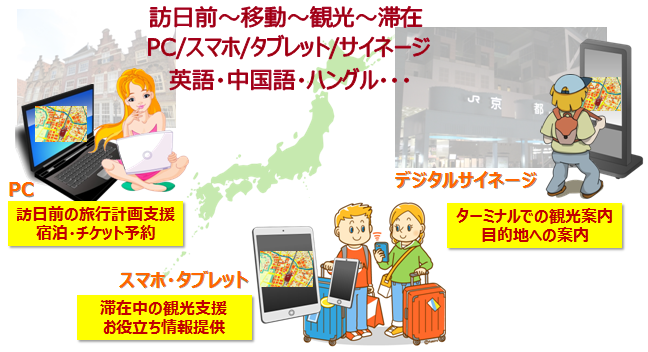 訪日前～移動～観光～滞在
PC/スマホ/タブレット/サイネージ
英語・中国語・ハングル・・・
JR 京 都
PC
訪日前の旅行計画支援
宿泊・チケット予約
デジタルサイネージ
ターミナルでの観光案内
目的地への案内
スマホ・タブレット
滞在中の観光支援
お役立ち情報提供